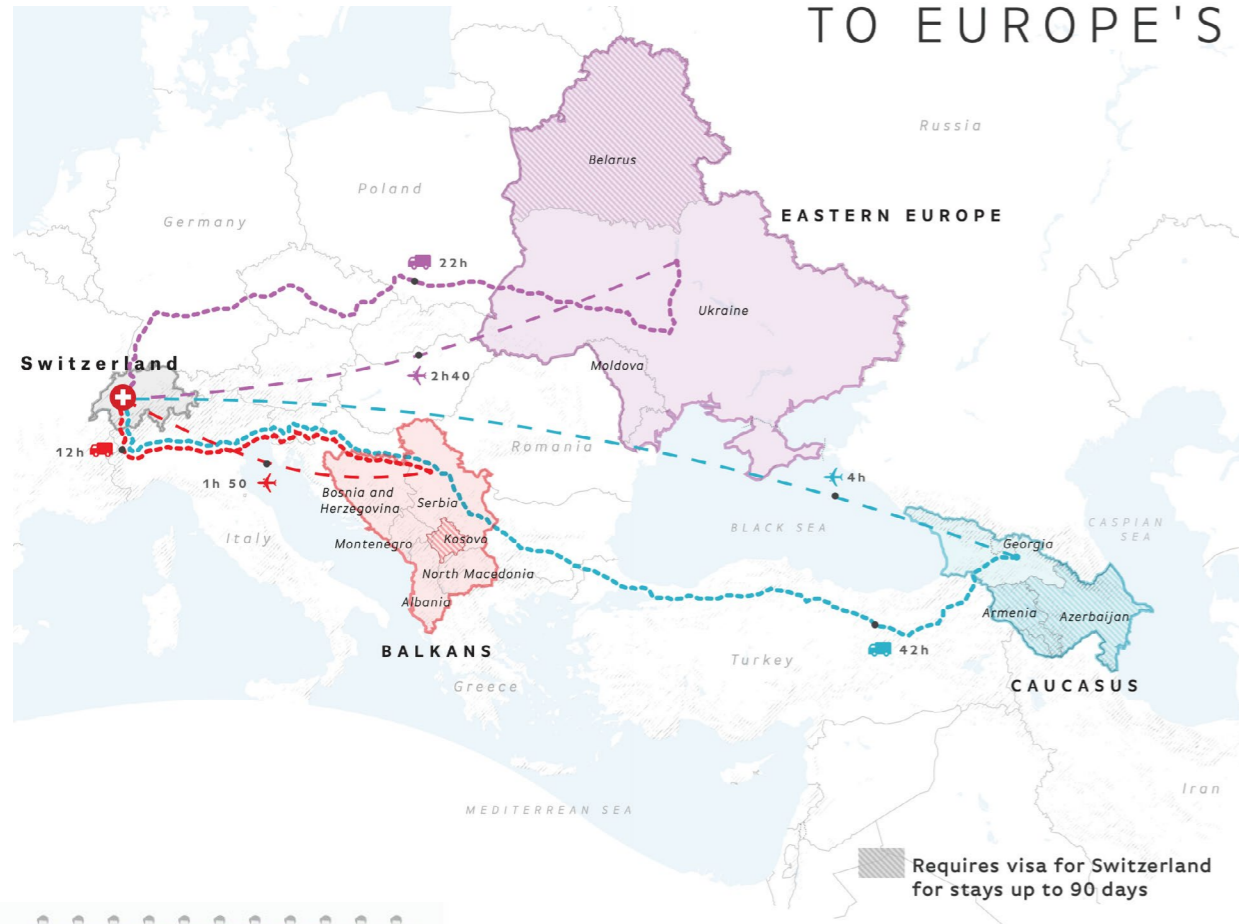 TO EUROPE'S
Russia
Belarus
Poland
EASTERN EUROPE
Germany
22h
Ukraine
Switzerland
Moldova
2h40
Romania
12h
4h
1h 50
Bosnia and
Herzegovina
Serbia
BLACK SEA
CASPIAN
SEA
Italy
Montenegro
Kosovo
Georgia
North Macedonia
Albania
Armenia
Azerbaijan
BALKANS
Turkey
42h
Greece
CAUCASUS
Iran
MEDITERREAN SEA
Requires visa for Switzerland
for stays up to 90 days